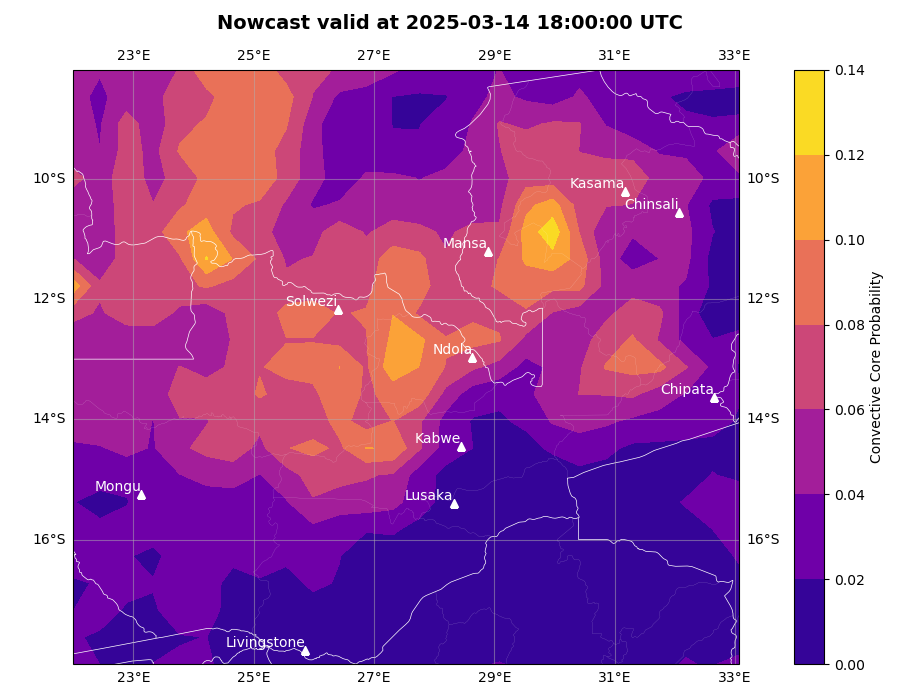 Nowcast valid at 2025-03-14 18:00:00 UTC
23°E 25°E 27°E 29°E 31°E 33°E
0.14
0.12
10°S 10°S
Kasama
Chinsali
0.10
Mansa
12°S 12°S
Solwezi
0.08
Ndola
Chipata
14°S 14°S
0.06
Kabwe
Mongu
Lusaka
0.04
16°S 16°S
0.02
Livingstone
0.00
23°E 25°E 27°E 29°E 31°E 33°E
Convective Core Probability